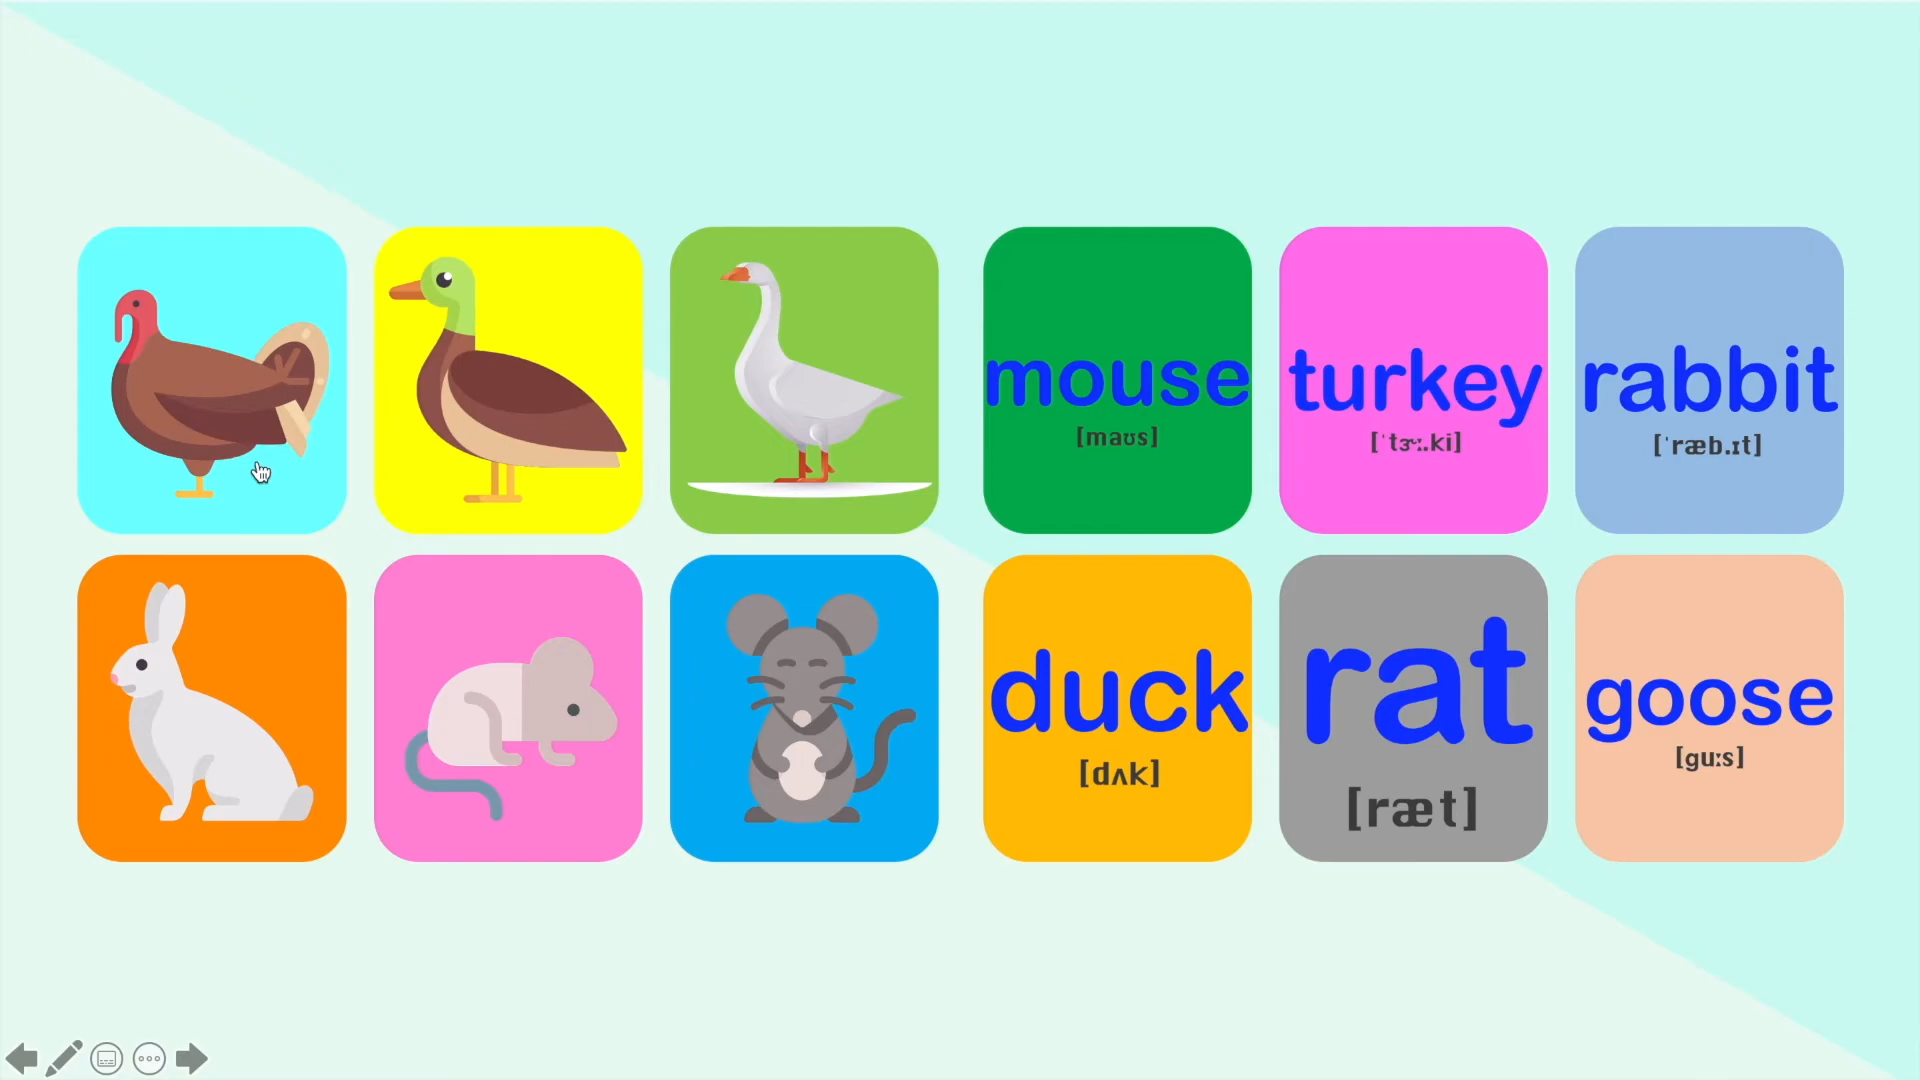 mouse
[maʊs]
turkey
[ˈtɝː.ki]
rabbit
[ˈræb.ɪt]
duck
[dʌk]
rat
[ræt]
goose
[guːs]